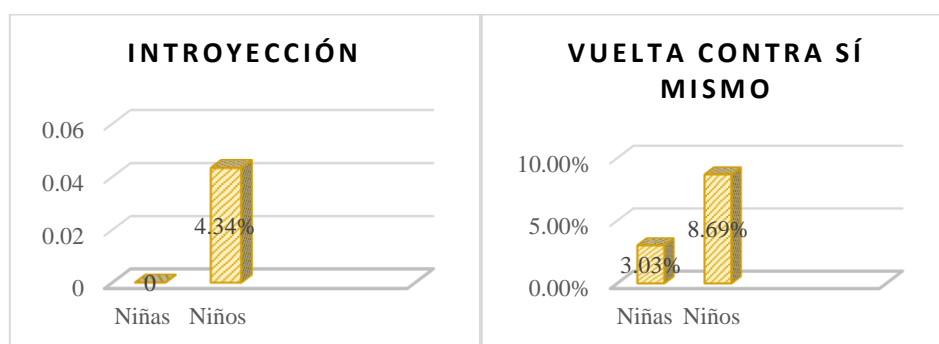 INTROYECCIÓN
0.06
0.04
0.02
0
4.34%
0
Niñas Niños
VUELTA CONTRA SÍ
MISMO
10.00%
5.00%
0.00%
8.69%
3.03%
Niñas Niños